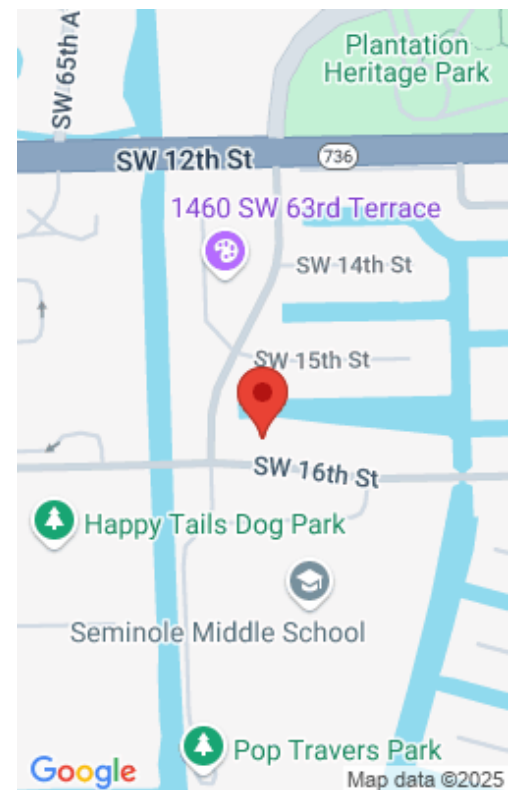 Plantation
Heritage Park
SW 65th A
SW 12th St
736
1460 SW 63rd Terrace
SW 14th St
SW 15th St
SW 16th St
Happy Tails Dog Park
Seminole Middle School
Pop Travers Park
Google
Map data ©2025